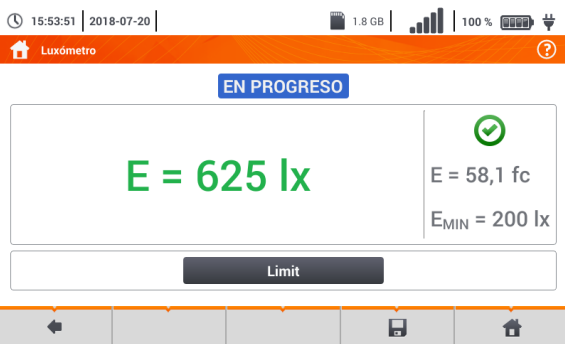 15:53:51 2018-07-20 1.8 GB 100 %
Luxómetro ?
EN PROGRESO
E = 625 lx
E = 58,1 fc
EMIN = 200 lx
Limit